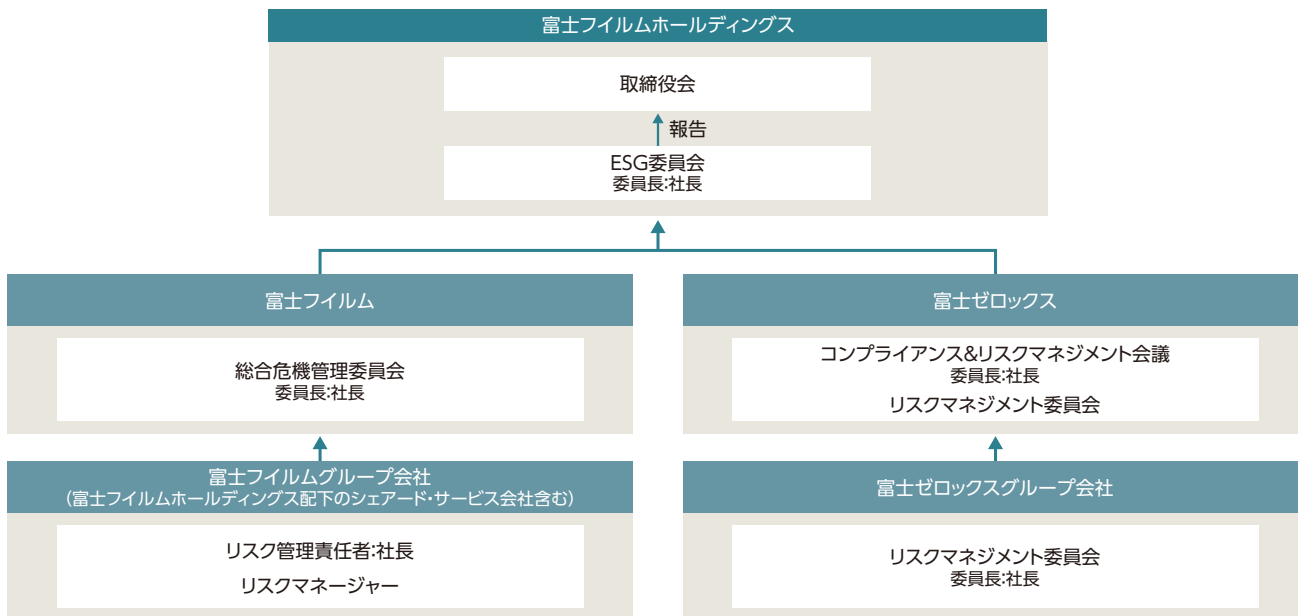 富士フイルムホールディングス
取締役会
報告
ESG委員会
委員長:社長
富士フイルム
総合危機管理委員会
委員長:社長
富士フイルムグループ会社
(富士フイルムホールディングス配下のシェアード・サービス会社含む)
リスク管理責任者:社長
リスクマネージャー
富士ゼロックス
コンプライアンス&リスクマネジメント会議
委員長:社長
リスクマネジメント委員会
富士ゼロックスグループ会社
リスクマネジメント委員会
委員長:社長